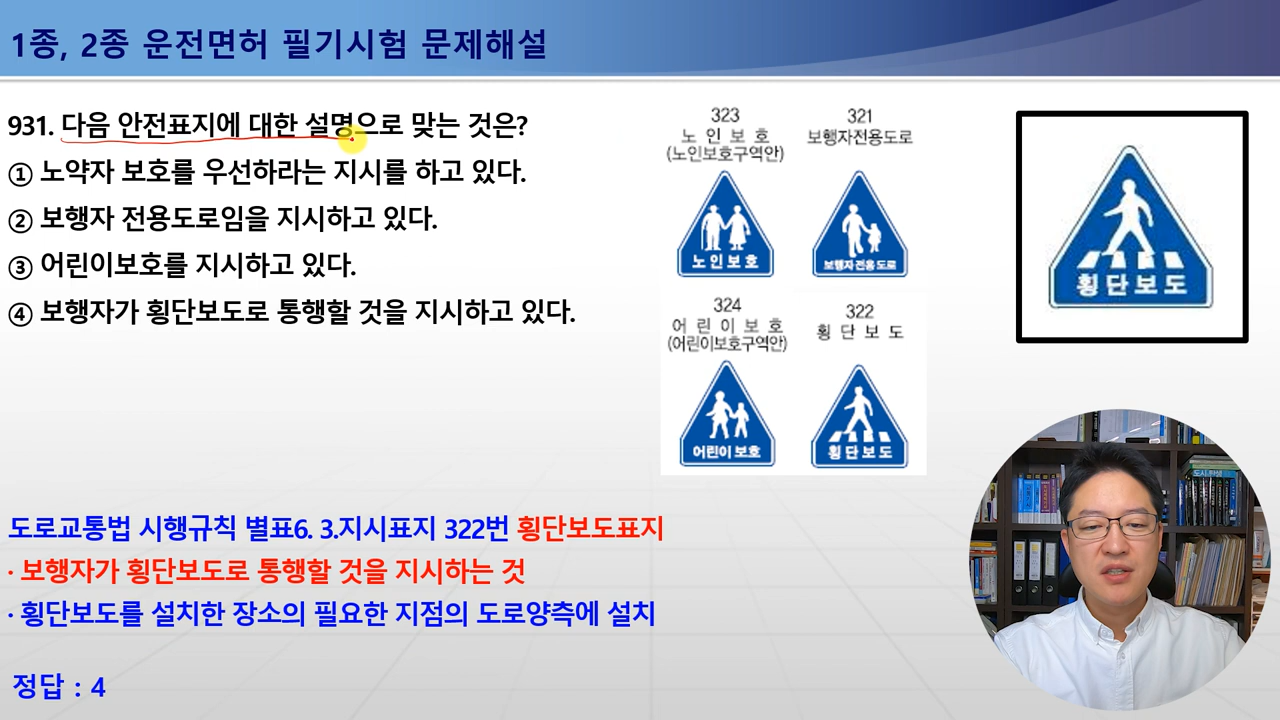 1종, 2종 운전면허 필기시험 문제해설
931. 다음 안전표지에 대한 설명으로 맞는 것은?
① 노약자 보호를 우선하라는 지시를 하고 있다.
② 보행자 전용도로임을 지시하고 있다.
③ 어린이보호를 지시하고 있다.
④ 보행자가 횡단보도로 통행할 것을 지시하고 있다.
323
노 인 보 호
(노인보호구역안)
노인보호
321
보행자전용도로
보행자전용도로
324
어 린 이 보 호
(어린이보호구역안)
어린이보호
322
횡 단 보 도
횡단보도
횡단보도
도로교통법 시행규칙 별표6. 3.지시표지 322번 횡단보도표지
· 보행자가 횡단보도로 통행할 것을 지시하는 것
· 횡단보도를 설치한 장소의 필요한 지점의 도로양측에 설치
정답 : 4